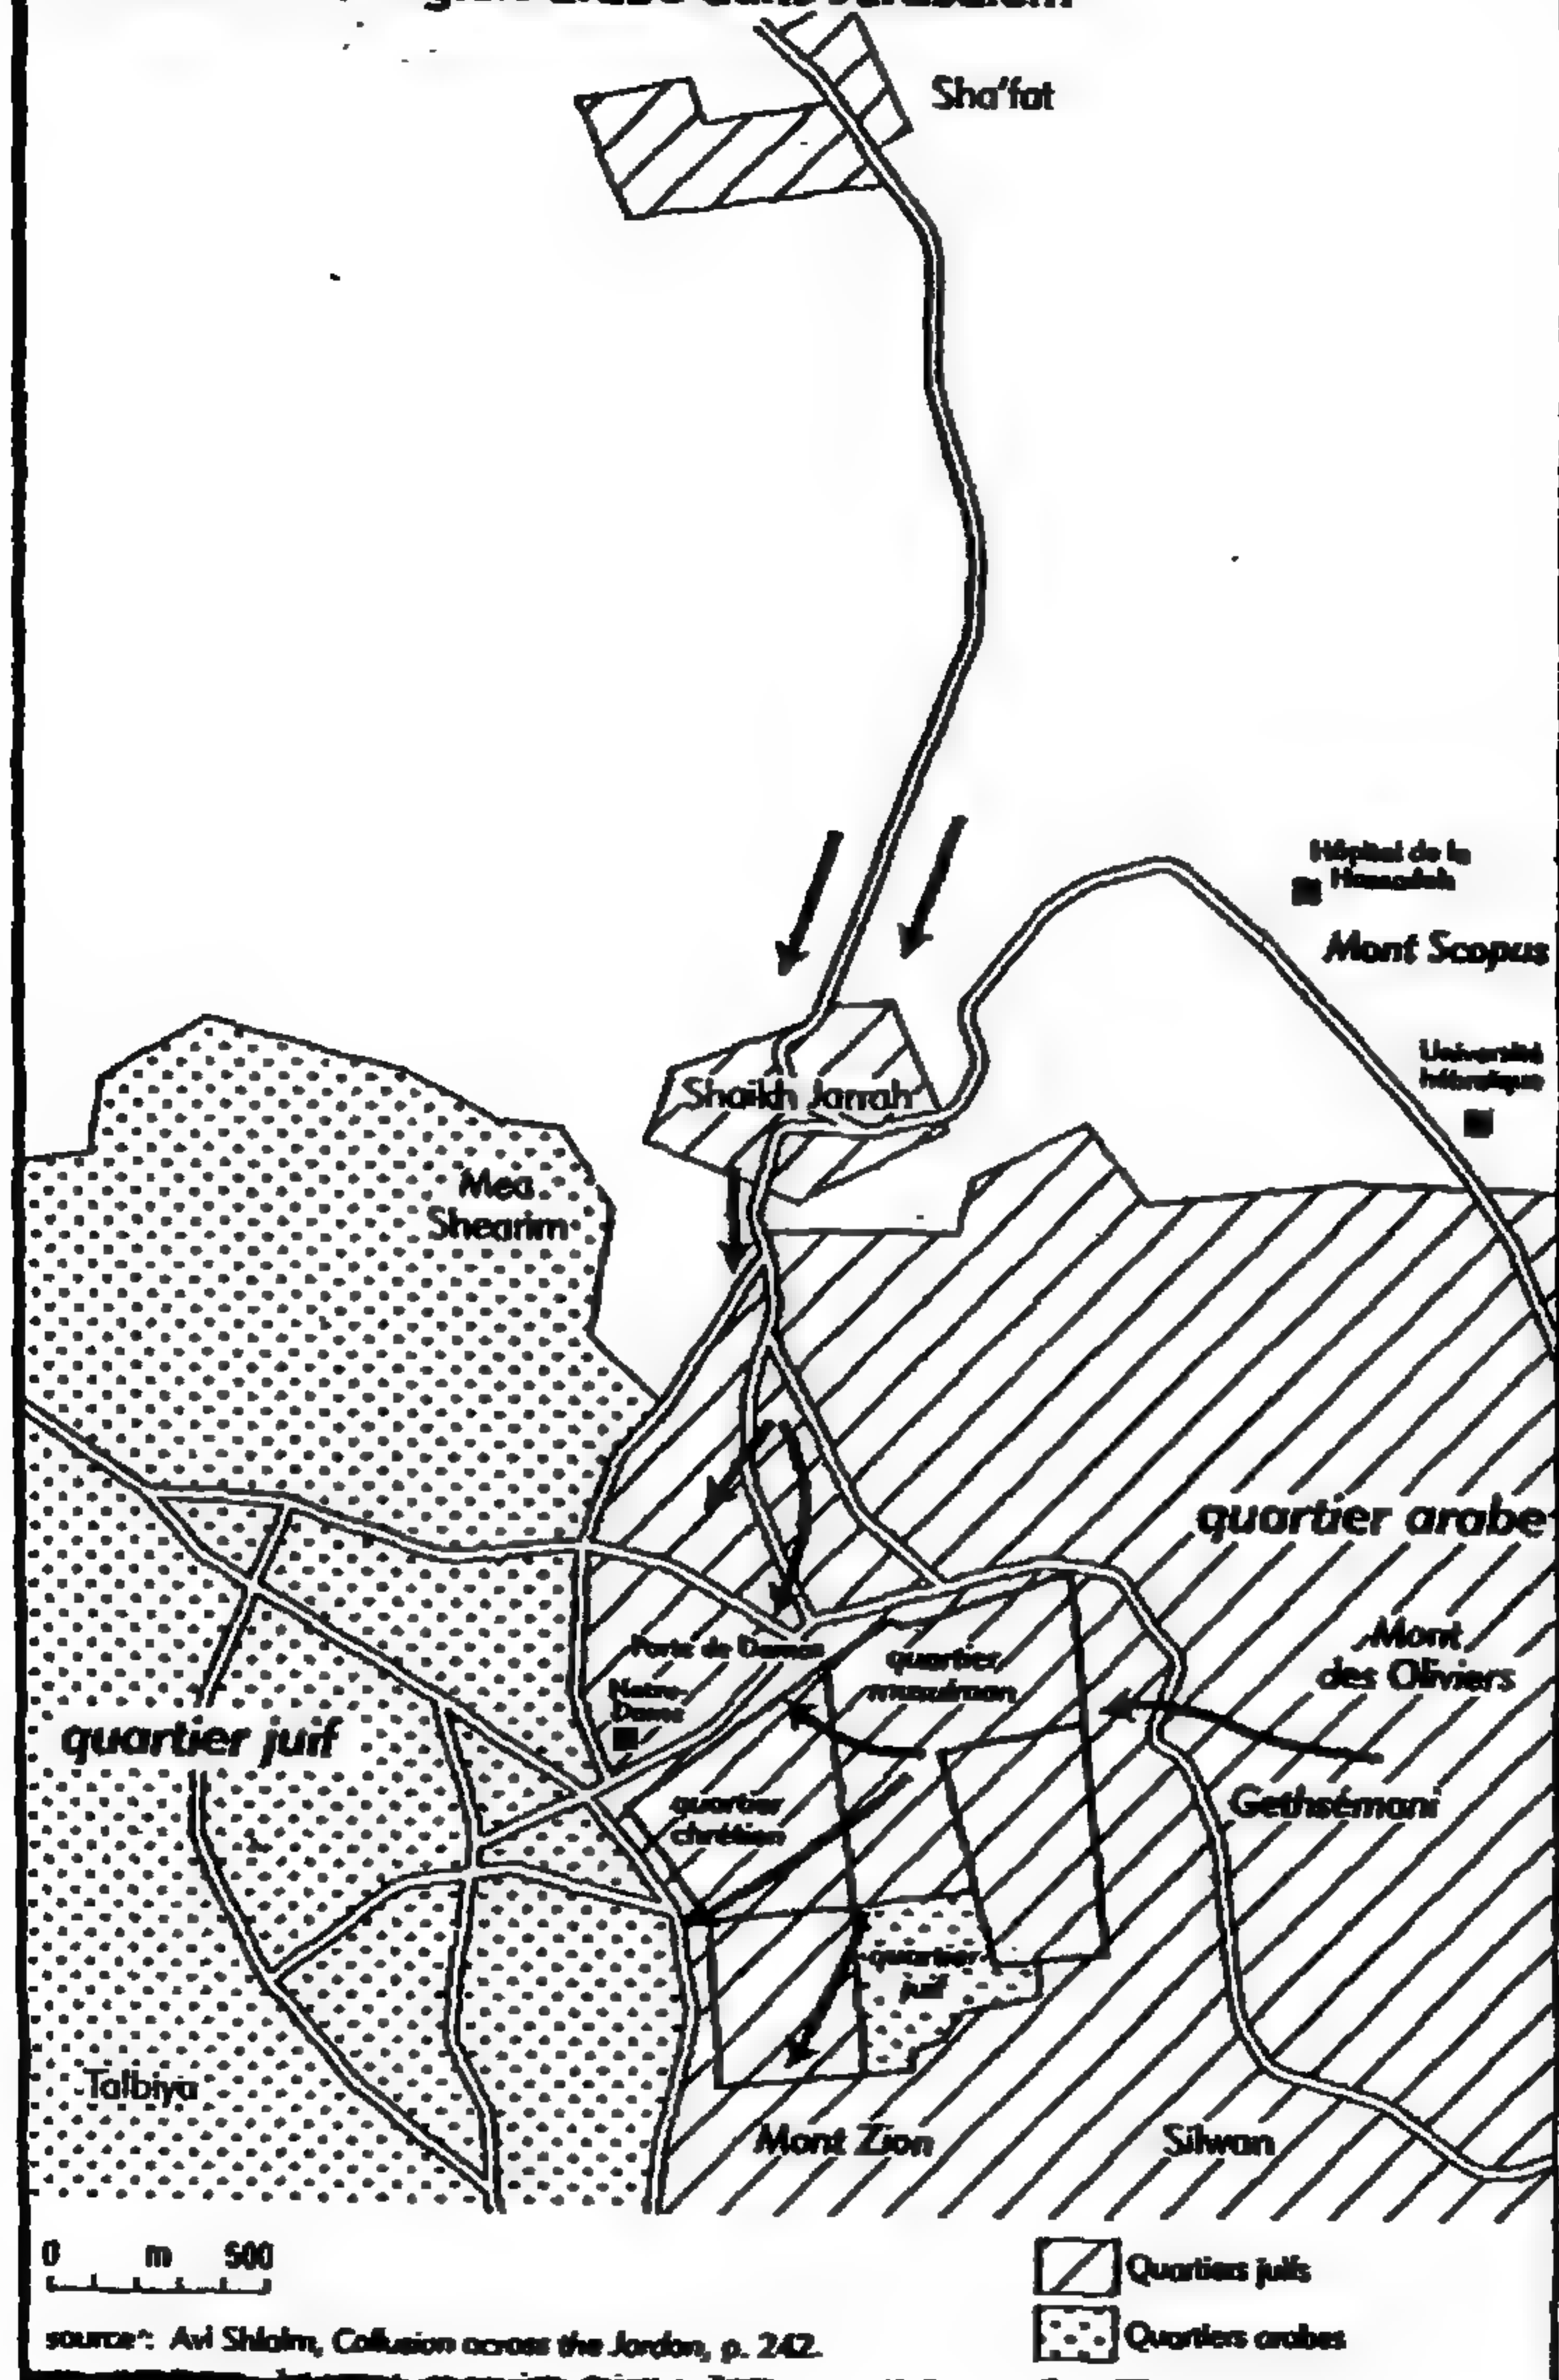 Sha'fat
Hôpital de la
Hassadah
Mont Scopus
Université
hébraïque
Shaikh Jarrah
Mea
Shearim
quartier arabe
Porte de Damas
quartier
musulman
Mont
des Oliviers
Notre-
Dame
quartier juif
quartier
chrétien
Gethsémani
quartier
juif
Talbiya
Mont Zion
Silwan
0 m 500
Quartiers juifs
Quartiers arabes
source^: Avi Shlaim, Collusion across the Jordan, p. 242.